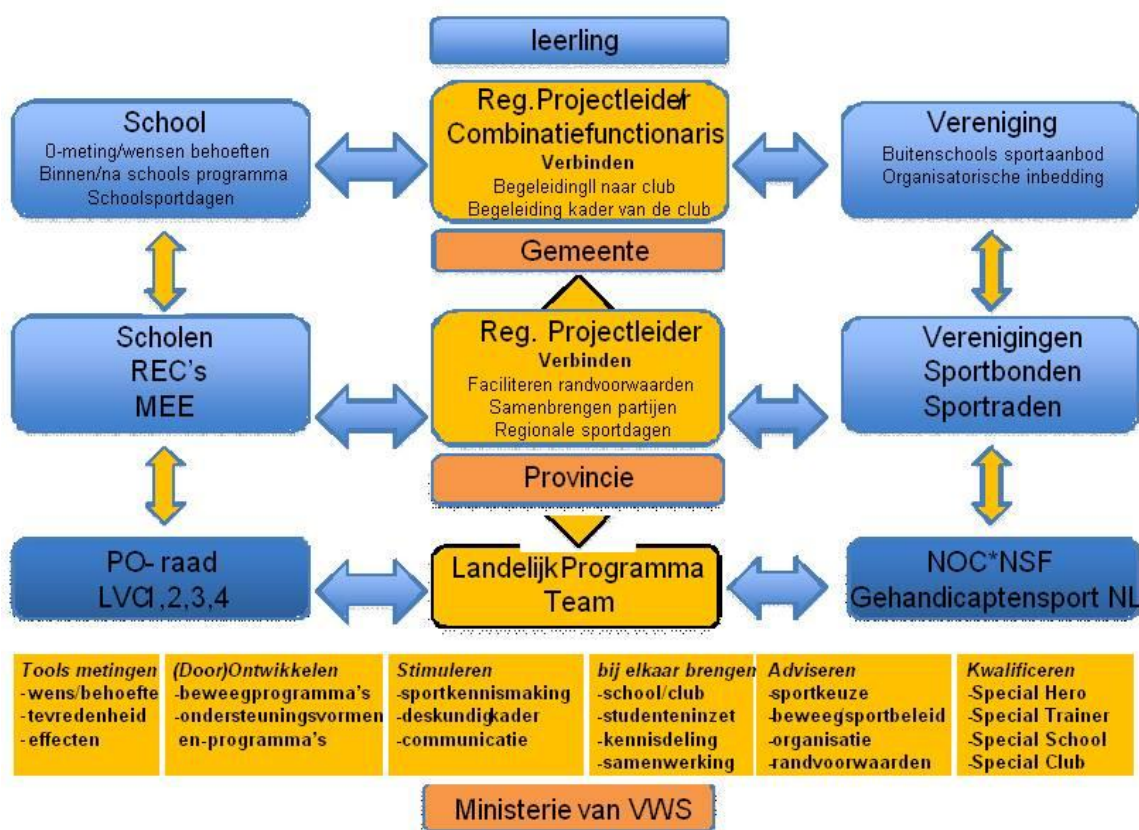 leerling
School
0-meting/wensen behoeften
Binnen/na schools programma
Schoolsportdagen
Reg.Projectleider/
Combinatiefunctionaris
Verbinden
Begeleidingll naar club
Begeleiding kader van de club
Vereniging
Buitenschools sportaanbod
Organisatorische inbedding
Gemeente
Scholen
REC's
MEE
Reg. Projectleider
Verbinden
Faciliteren randvoorwaarden
Samenbrengen partijen
Regionale sportdagen
Verenigingen
Sportbonden
Sportraden
Provincie
PO- raad
LVC1,2,3,4
Landelijk Programma
Team
NOC*NSF
Gehandicaptensport NL
Tools metingen
-wens/behoefte
-tevredenheid
-effecten
(Door)Ontwikkelen
-beweegprogramma's
-ondersteuningsvormen
en-programma's
Stimuleren
-sportkennismaking
-deskundigkader
-communicatie
bij elkaar brengen
-school/club
-studenteninzet
-kennisdeling
-samenwerking
Adviseren
-sportkeuze
-beweeg/sportbeleid
-organisatie
-randvoorwaarden
Kwalificeren
-Special Hero
-Special Trainer
-Special School
-Special Club
Ministerie van VWS